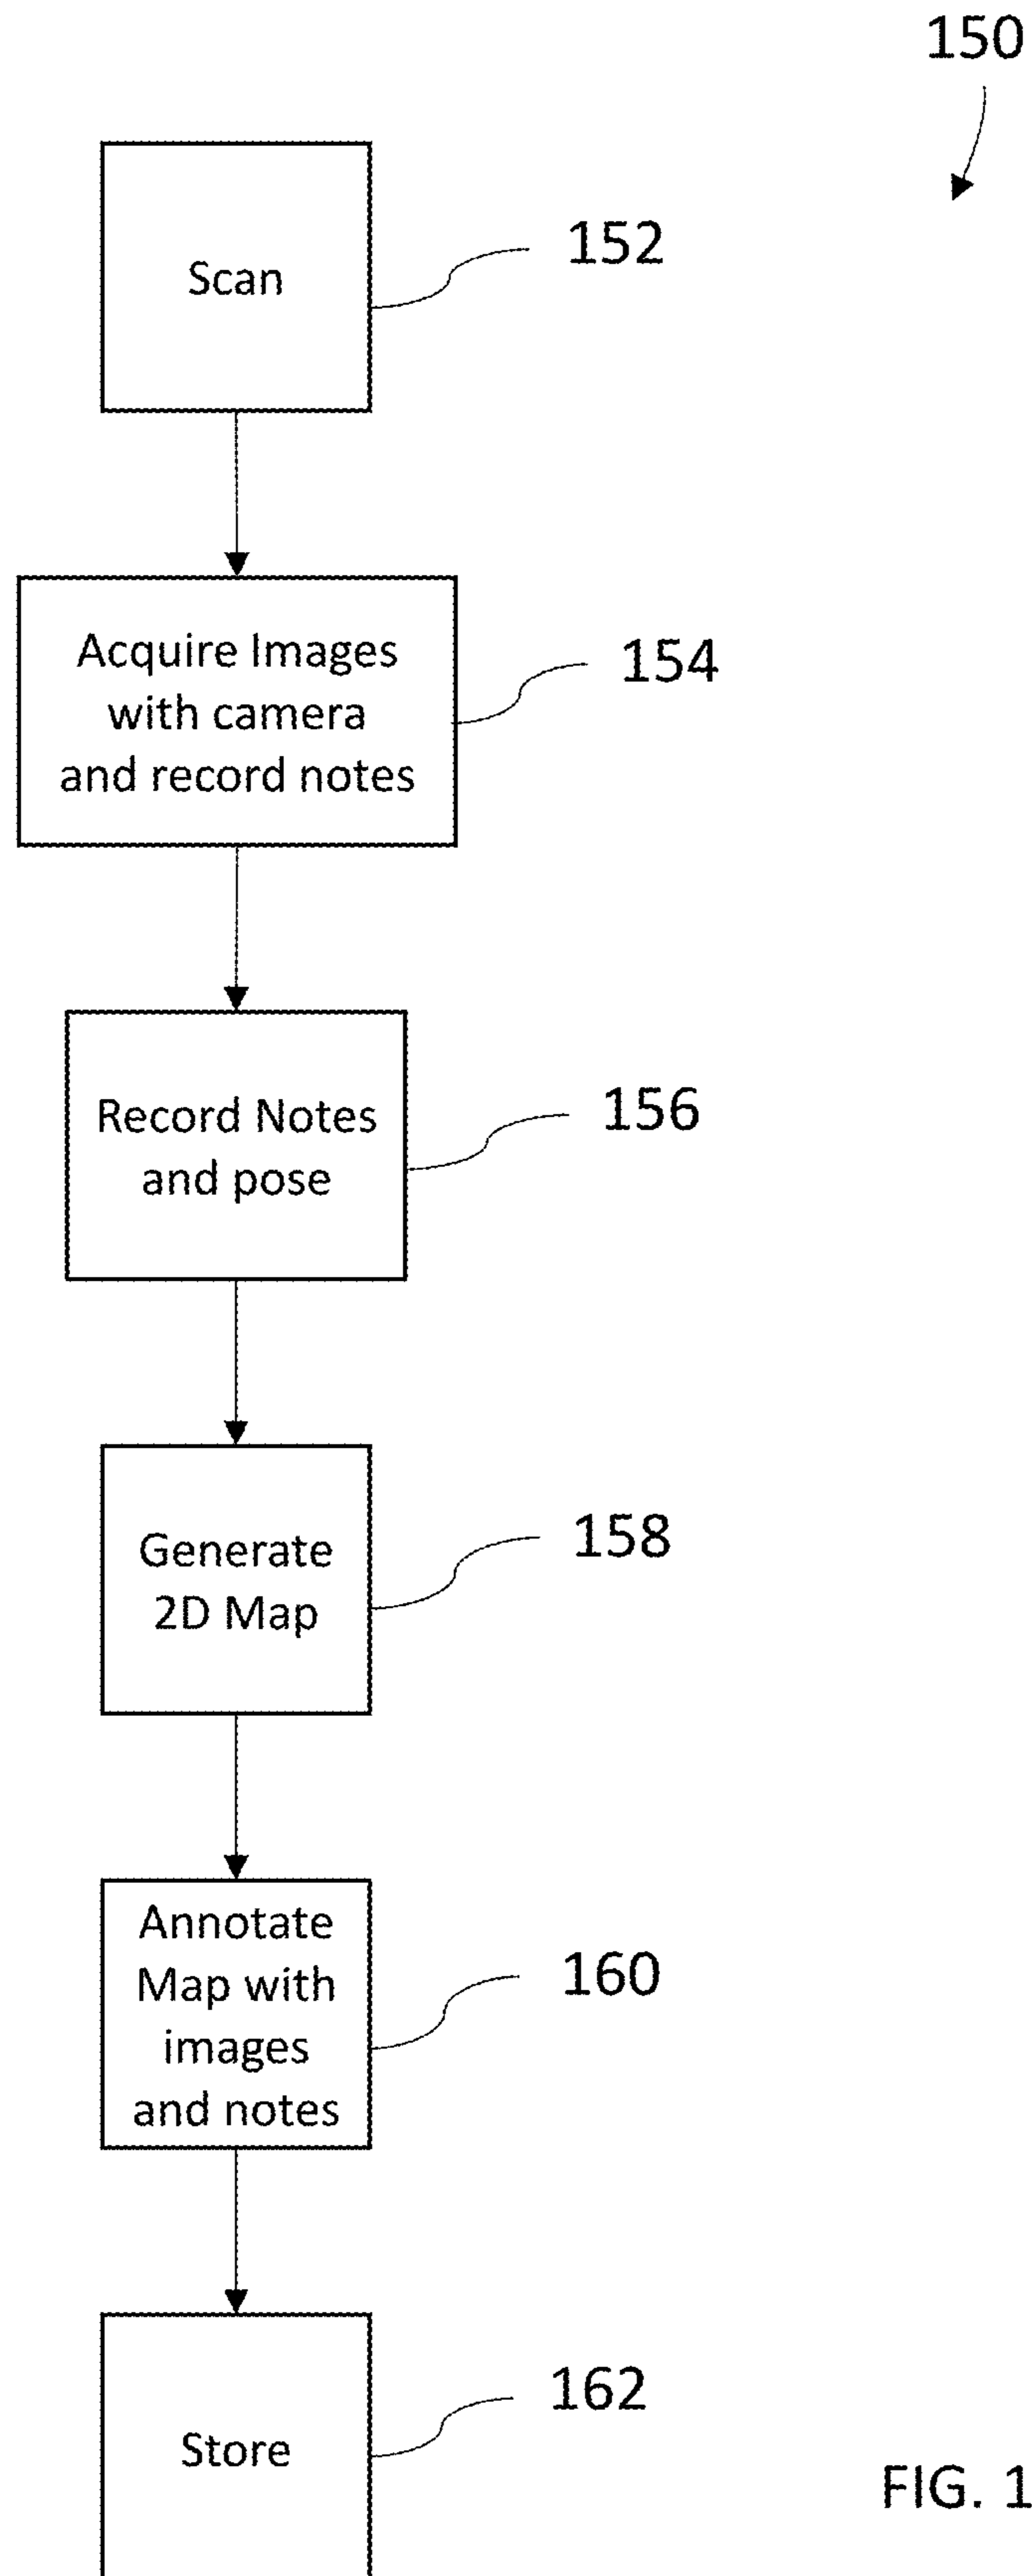 150
Scan
152
Acquire Images
with camera
and record notes
154
Record Notes
and pose
156
Generate
2D Map
158
Annotate
Map with
images
and notes
160
Store
162
FIG. 1